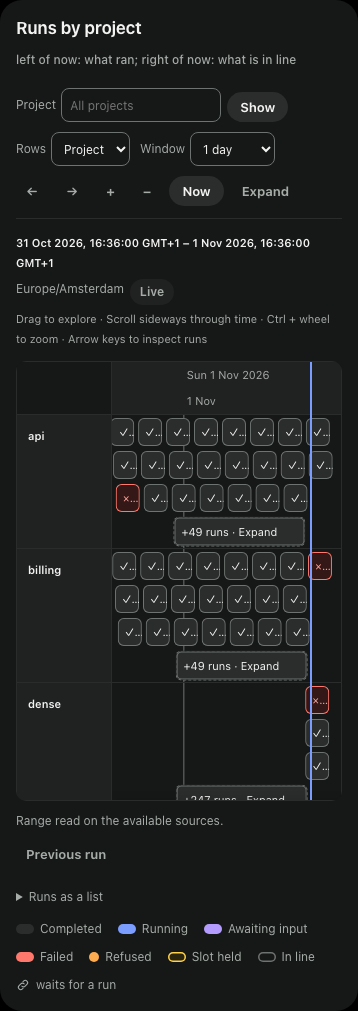 Runs by project
left of now: what ran; right of now: what is in line
Project All projects Show
Rows Project Window 1 day
← → + − Now Expand
31 Oct 2026, 16:36:00 GMT+1 – 1 Nov 2026, 16:36:00
GMT+1
Europe/Amsterdam Live
Drag to explore · Scroll sideways through time · Ctrl + wheel
to zoom · Arrow keys to inspect runs
Sun 1 Nov 2026
1 Nov
api
✓… ✓… ✓… ✓… ✓… ✓… ✓… ✓…
✓… ✓… ✓… ✓… ✓… ✓… ✓… ✓…
×… ✓… ✓… ✓… ✓… ✓… ✓…
+49 runs · Expand
billing
✓… ✓… ✓… ✓… ✓… ✓… ✓… ×…
✓… ✓… ✓… ✓… ✓… ✓… ✓…
✓… ✓… ✓… ✓… ✓… ✓… ✓…
+49 runs · Expand
dense
×…
✓…
✓…
+247 runs · Expand
Range read on the available sources.
Previous run
Runs as a list
Completed Running Awaiting input
Failed Refused Slot held In line
waits for a run